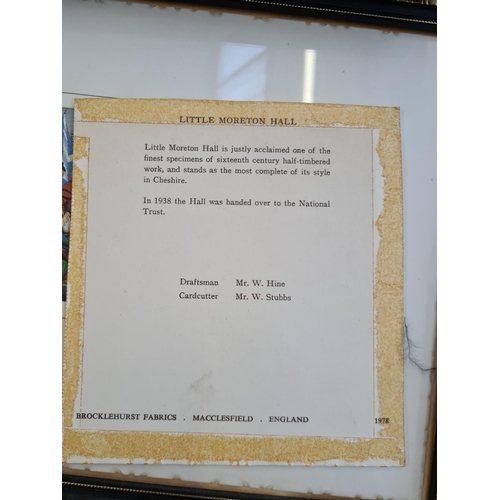 LITTLE MORETON HALL
Little Moreton Hall is justly acclaimed one of the
finest specimens of sixteenth century half-timbered
work, and stands as the most complete of its style
in Cheshire.
In 1938 the Hall was handed over to the National
Trust.
Draftsman Mr. W. Hine
Cardcutter Mr. W. Stubbs
BROCKLEHURST FABRICS . MACCLESFIELD . ENGLAND 1978